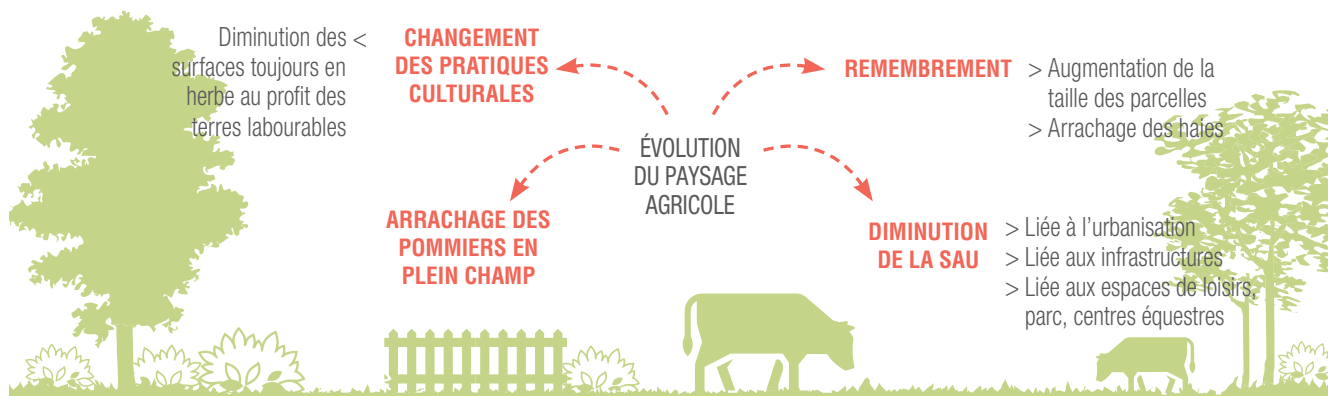 Diminution des <
surfaces toujours en
herbe au profit des
terres labourables
CHANGEMENT
DES PRATIQUES
CULTURALES
REMEMBREMENT
> Augmentation de la
taille des parcelles
> Arrachage des haies
ÉVOLUTION
DU PAYSAGE
AGRICOLE
ARRACHAGE DES
POMMIERS EN
PLEIN CHAMP
DIMINUTION
DE LA SAU
> Liée à l'urbanisation
> Liée aux infrastructures
> Liée aux espaces de loisirs,
parc, centres équestres